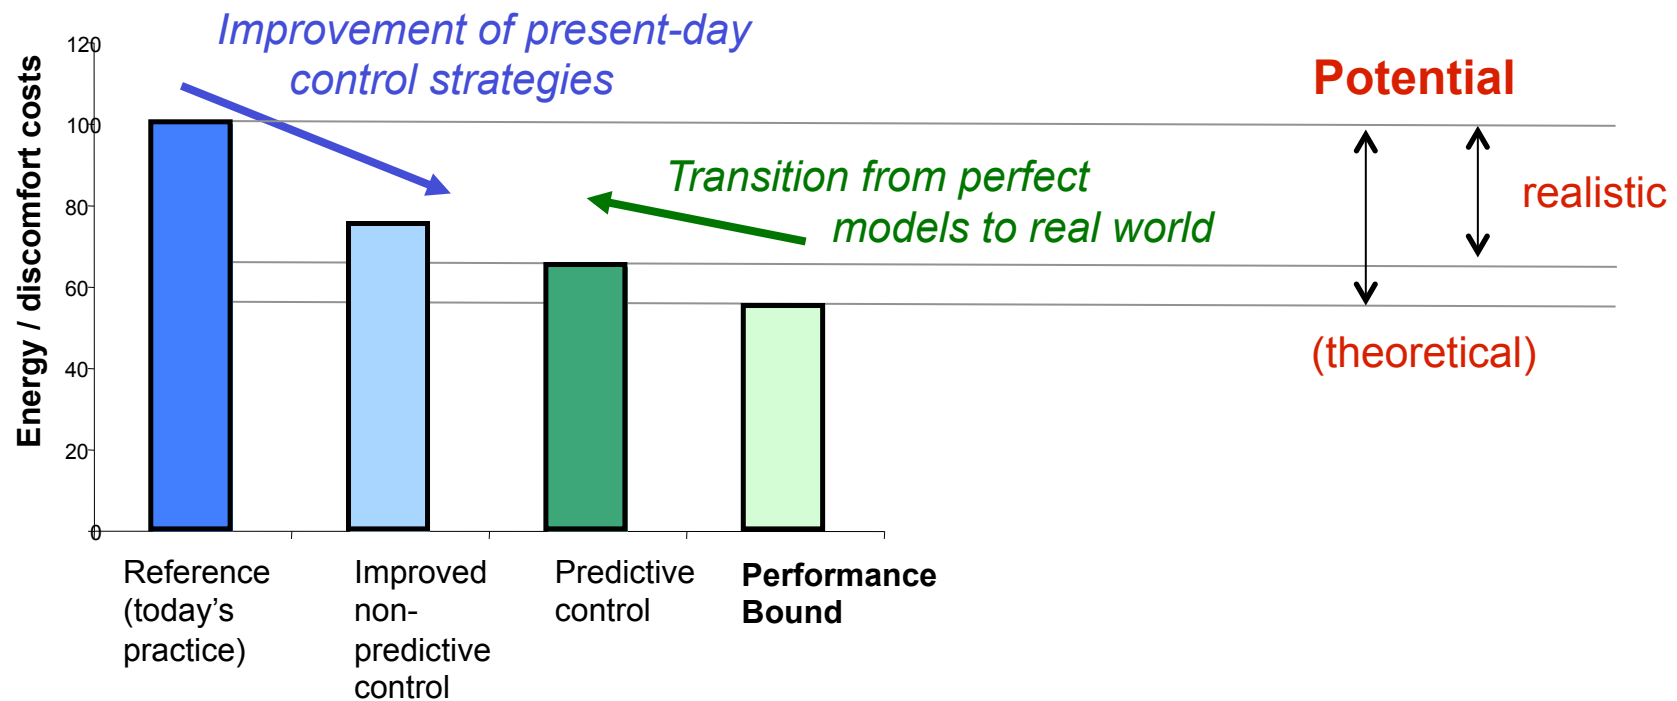 Improvement of present-day
control strategies
Potential
Transition from perfect
models to real world
realistic
(theoretical)
Energy / discomfort costs
120
100
80
60
40
20
0
Reference
(today’s
practice)
Improved
non-
predictive
control
Predictive
control
Performance
Bound